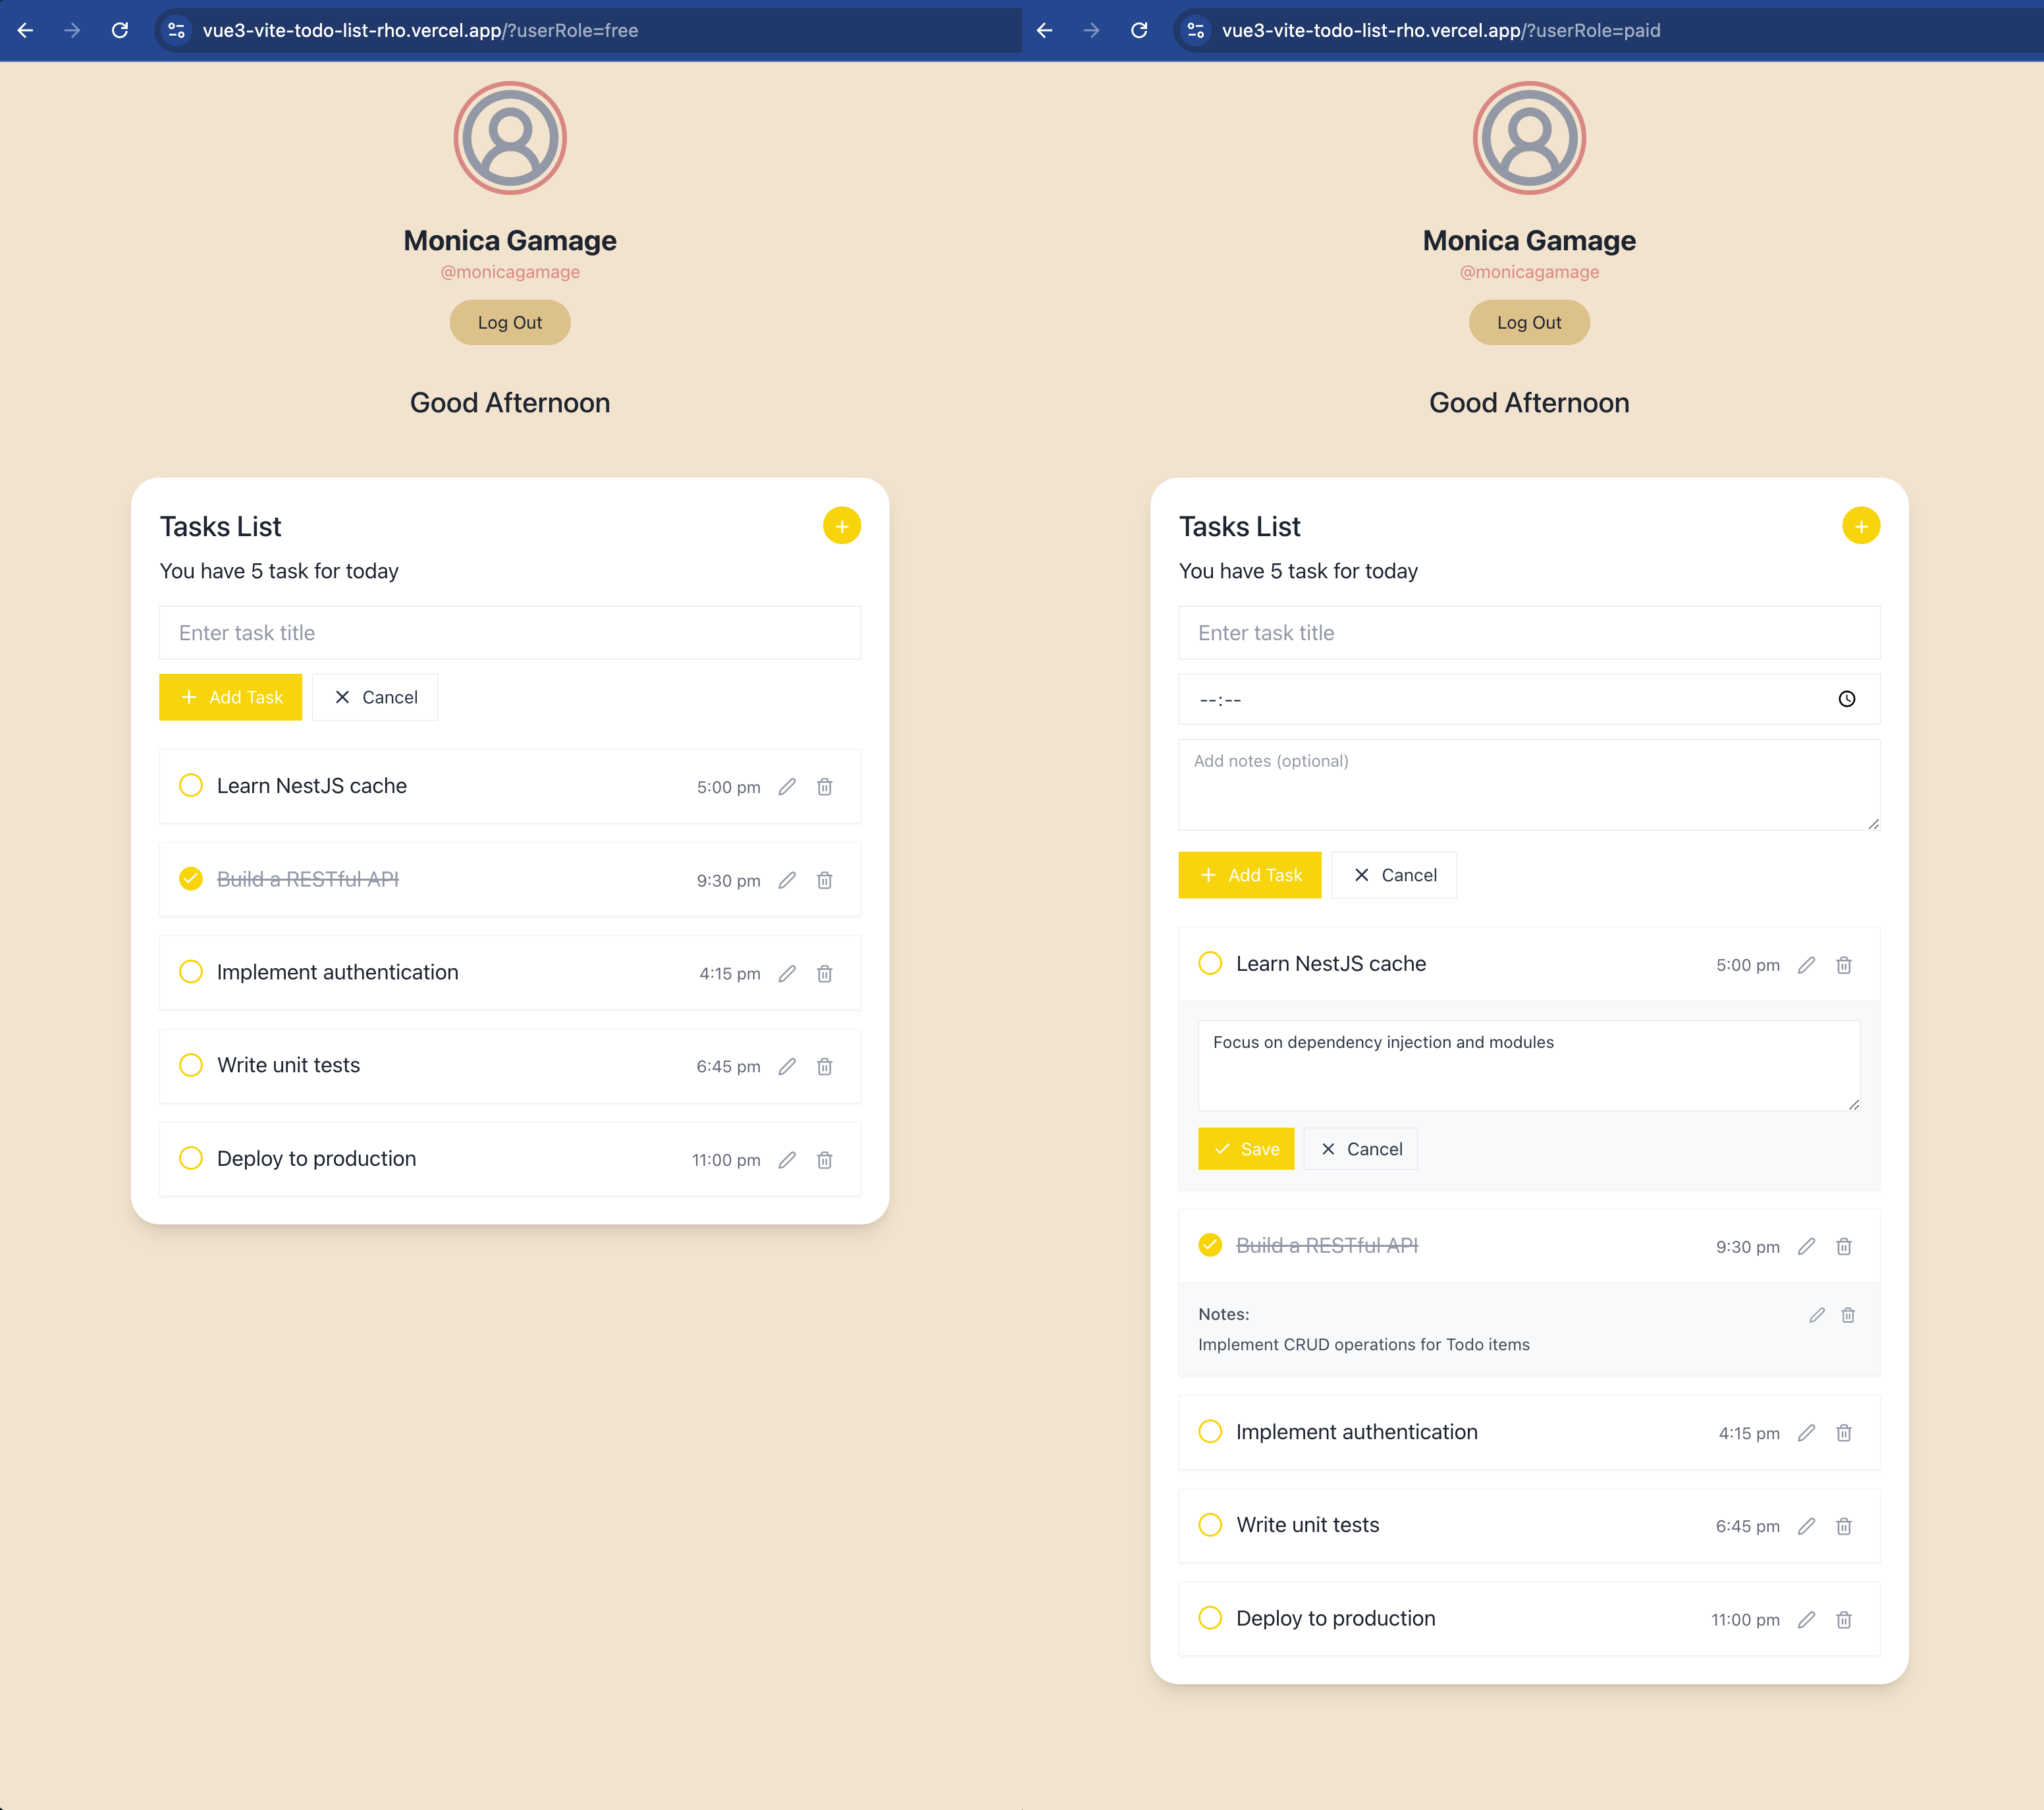 vue3-vite-todo-list-rho.vercel.app/?userRole=free
Monica Gamage
@monicagamage
Log Out
Good Afternoon
Tasks List
+
You have 5 task for today
Enter task title
+ Add Task
Cancel
Learn NestJS cache
5:00 pm
Build a RESTful API
9:30 pm
Implement authentication
4:15 pm
Write unit tests
6:45 pm
Deploy to production
11:00 pm
vue3-vite-todo-list-rho.vercel.app/?userRole=paid
Monica Gamage
@monicagamage
Log Out
Good Afternoon
Tasks List
+
You have 5 task for today
Enter task title
--:--
Add notes (optional)
+ Add Task
Cancel
Learn NestJS cache
5:00 pm
Focus on dependency injection and modules
Save
Cancel
Build a RESTful API
9:30 pm
Notes:
Implement CRUD operations for Todo items
Implement authentication
4:15 pm
Write unit tests
6:45 pm
Deploy to production
11:00 pm